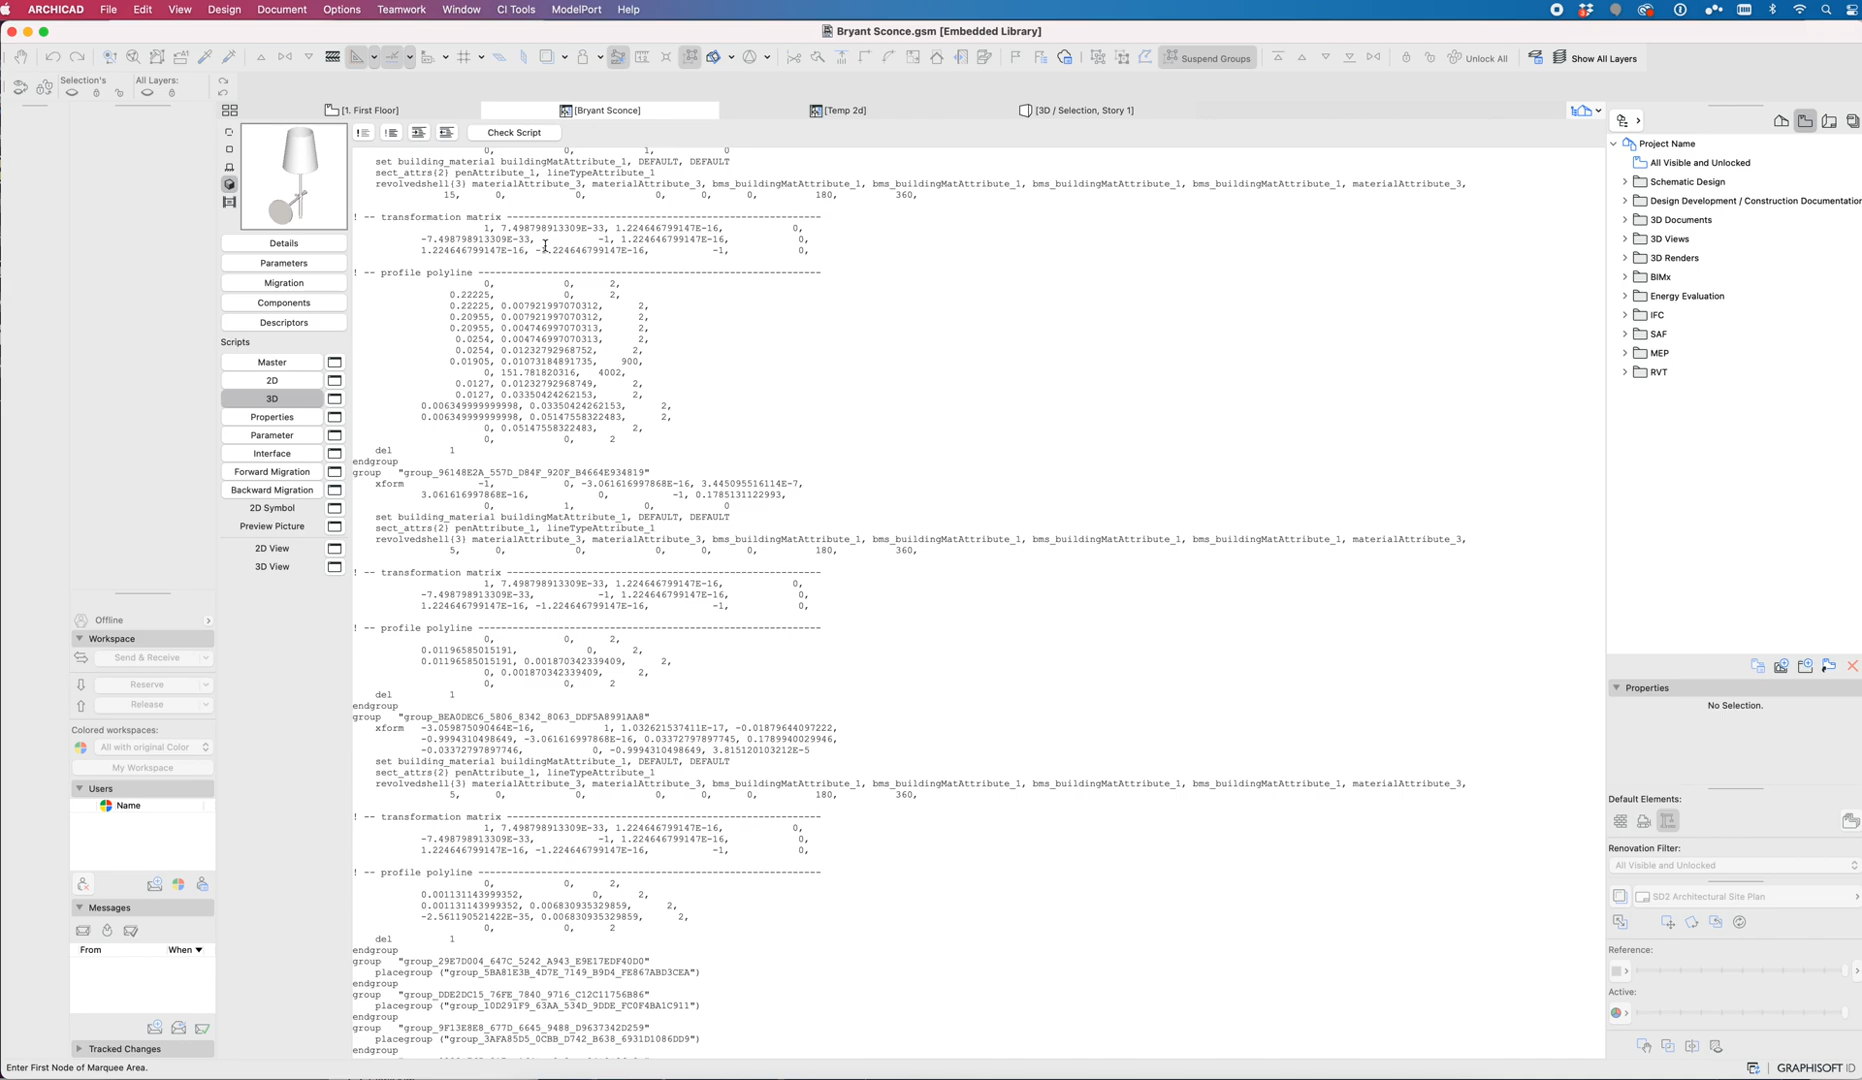 ARCHICAD File Edit View Design Document Options Teamwork Window CI Tools ModelPort Help
Bryant Sconce.gsm [Embedded Library]
Suspend Groups
Unlock All
Show All Layers
Selection's
All Layers:
[1. First Floor]
[Bryant Sconce]
[Temp 2d]
[3D / Selection, Story 1]
Check Script
Details
Parameters
Migration
Components
Descriptors
Scripts
Master
2D
3D
Properties
Parameter
Interface
Forward Migration
Backward Migration
2D Symbol
Preview Picture
2D View
3D View
Offline
Workspace
Send & Receive
Reserve
Release
Colored workspaces:
All with original Color
My Workspace
Users
Name
Messages
From When
Tracked Changes
Enter First Node of Marquee Area.
0, 0, 1, 0
set building_material buildingMatAttribute_1, DEFAULT, DEFAULT
sect_attrs{2} penAttribute_1, lineTypeAttribute_1
revolvedshell{3} materialAttribute_3, materialAttribute_3, bms_buildingMatAttribute_1, bms_buildingMatAttribute_1, bms_buildingMatAttribute_1, bms_buildingMatAttribute_1, materialAttribute_3,
15, 0, 0, 0, 0, 0, 180, 360,
! -- transformation matrix -------------------------------------------------------
1, 7.498798913309E-33, 1.224646799147E-16, 0,
-7.498798913309E-33, -1, 1.224646799147E-16, 0,
1.224646799147E-16, -1.224646799147E-16, -1, 0,
! -- profile polyline ------------------------------------------------------------
0, 0, 2,
0.22225, 0, 2,
0.22225, 0.007921997070312, 2,
0.20955, 0.007921997070312, 2,
0.20955, 0.004746997070313, 2,
0.0254, 0.004746997070313, 2,
0.0254, 0.01232792968752, 2,
0.01905, 0.01073184891735, 900,
0, 151.781820316, 4002,
0.0127, 0.01232792968749, 2,
0.0127, 0.03350424262153, 2,
0.006349999999998, 0.03350424262153, 2,
0.006349999999998, 0.05147558322483, 2,
0, 0.05147558322483, 2,
0, 0, 2
del 1
endgroup
group "group_96148E2A_557D_D84F_920F_B4664E934819"
xform -1, 0, -3.061616997868E-16, 3.445095516114E-7,
3.061616997868E-16, 0, -1, 0.1785131122993,
0, 1, 0, 0
set building_material buildingMatAttribute_1, DEFAULT, DEFAULT
sect_attrs{2} penAttribute_1, lineTypeAttribute_1
revolvedshell{3} materialAttribute_3, materialAttribute_3, bms_buildingMatAttribute_1, bms_buildingMatAttribute_1, bms_buildingMatAttribute_1, bms_buildingMatAttribute_1, materialAttribute_3,
5, 0, 0, 0, 0, 0, 180, 360,
! -- transformation matrix -------------------------------------------------------
1, 7.498798913309E-33, 1.224646799147E-16, 0,
-7.498798913309E-33, -1, 1.224646799147E-16, 0,
1.224646799147E-16, -1.224646799147E-16, -1, 0,
! -- profile polyline ------------------------------------------------------------
0, 0, 2,
0.01196585015191, 0, 2,
0.01196585015191, 0.001870342339409, 2,
0, 0.001870342339409, 2,
0, 0, 2
del 1
endgroup
group "group_BEA0DEC6_5806_8342_8063_DDF5A8991AA8"
xform -3.059875090464E-16, 1, 1.032621537411E-17, -0.01879644097222,
-0.9994310498649, -3.061616997868E-16, 0.03372797897745, 0.1789940029946,
-0.03372797897746, 0, -0.9994310498649, 3.815120103212E-5
set building_material buildingMatAttribute_1, DEFAULT, DEFAULT
sect_attrs{2} penAttribute_1, lineTypeAttribute_1
revolvedshell{3} materialAttribute_3, materialAttribute_3, bms_buildingMatAttribute_1, bms_buildingMatAttribute_1, bms_buildingMatAttribute_1, bms_buildingMatAttribute_1, materialAttribute_3,
5, 0, 0, 0, 0, 0, 180, 360,
! -- transformation matrix -------------------------------------------------------
1, 7.498798913309E-33, 1.224646799147E-16, 0,
-7.498798913309E-33, -1, 1.224646799147E-16, 0,
1.224646799147E-16, -1.224646799147E-16, -1, 0,
! -- profile polyline ------------------------------------------------------------
0, 0, 2,
0.001131143999352, 0, 2,
0.001131143999352, 0.006830935329859, 2,
-2.561190521422E-35, 0.006830935329859, 2,
0, 0, 2
del 1
endgroup
group "group_29E7D004_647C_5242_A943_E9E17EDF40D0"
placegroup ("group_5BA81E3B_4D7E_7149_B9D4_FE867ABD3CEA")
endgroup
group "group_DDE2DC15_76FE_7840_9716_C12C11756B86"
placegroup ("group_10D291F9_63AA_534D_9DDE_FC0F4BA1C911")
endgroup
group "group_9F13E8E8_677D_6645_9488_D9637342D259"
placegroup ("group_3AFA85D5_0CBB_D742_B638_6931D1086DD9")
endgroup
Project Name
All Visible and Unlocked
Schematic Design
Design Development / Construction Documentation
3D Documents
3D Views
3D Renders
BIMx
Energy Evaluation
IFC
SAF
MEP
RVT
Properties
No Selection.
Default Elements:
Renovation Filter:
All Visible and Unlocked
SD2 Architectural Site Plan
Reference:
Active:
GRAPHISOFT ID